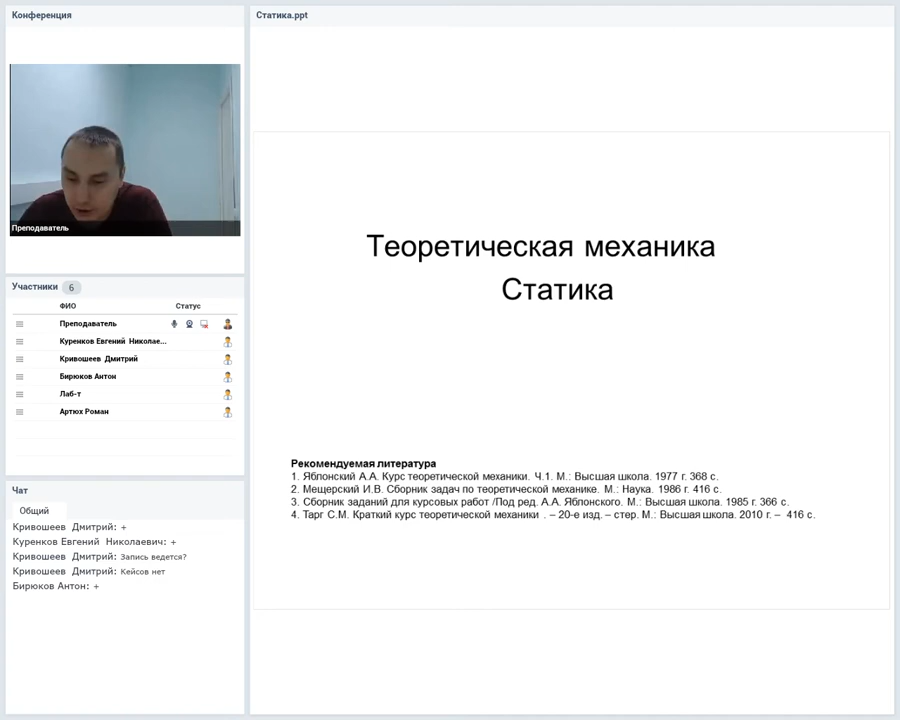 Конференция
Преподаватель
Участники 6
ФИО Статус
Преподаватель
Куренков Евгений Николае...
Кривошеев Дмитрий
Бирюков Антон
Лаб-т
Артюх Роман
Чат
Общий
Кривошеев Дмитрий: +
Куренков Евгений Николаевич: +
Кривошеев Дмитрий: Запись ведется?
Кривошеев Дмитрий: Кейсов нет
Бирюков Антон: +
Статика.ppt
Теоретическая механика
Статика
Рекомендуемая литература
1. Яблонский А.А. Курс теоретической механики. Ч.1. М.: Высшая школа. 1977 г. 368 с.
2. Мещерский И.В. Сборник задач по теоретической механике. М.: Наука. 1986 г. 416 с.
3. Сборник заданий для курсовых работ /Под ред. А.А. Яблонского. М.: Высшая школа. 1985 г. 366 с.
4. Тарг С.М. Краткий курс теоретической механики . – 20-е изд. – стер. М.: Высшая школа. 2010 г. – 416 с.